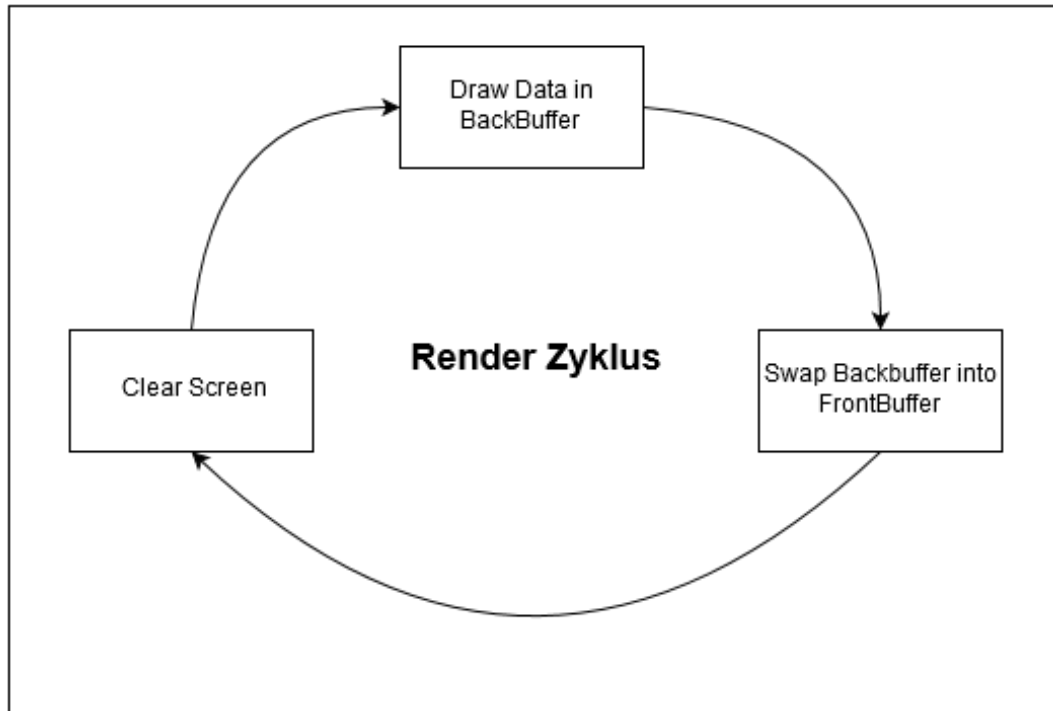 Draw Data in
BackBuffer
Render Zyklus
Clear Screen
Swap Backbuffer into
FrontBuffer